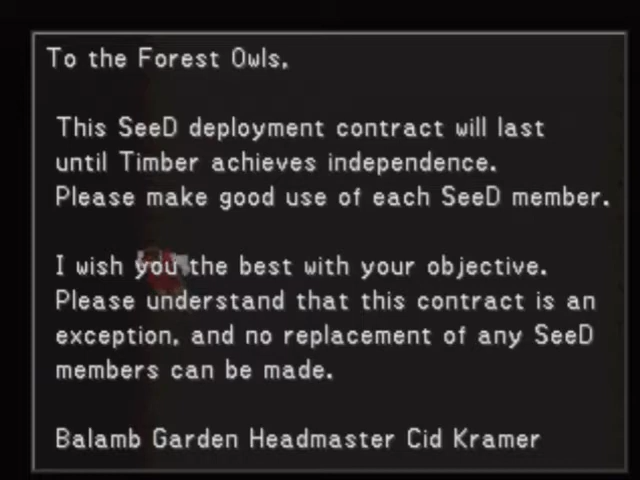 To the Forest Owls,
This SeeD deployment contract will last
until Timber achieves independence.
Please make good use of each SeeD member.
I wish you the best with your objective.
Please understand that this contract is an
exception, and no replacement of any SeeD
members can be made.
Balamb Garden Headmaster Cid Kramer